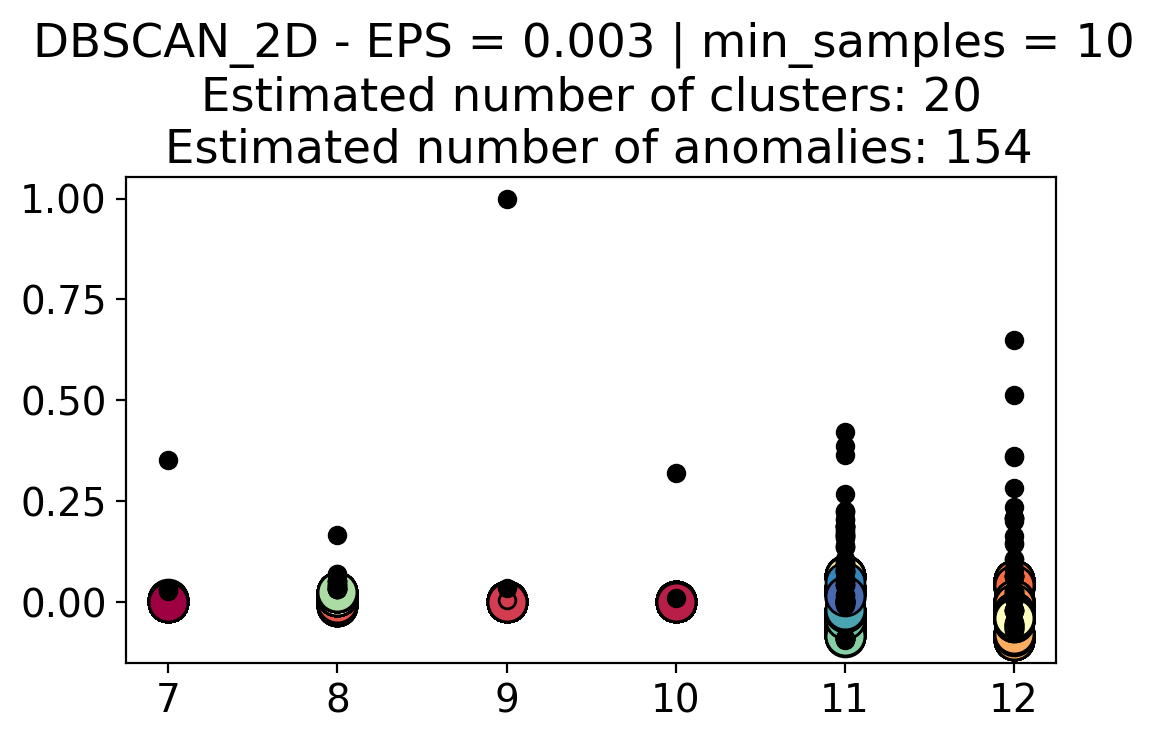 DBSCAN_2D - EPS = 0.003 | min_samples = 10
Estimated number of clusters: 20
Estimated number of anomalies: 154
1.00
0.75
0.50
0.25
0.00
7 8 9 10 11 12